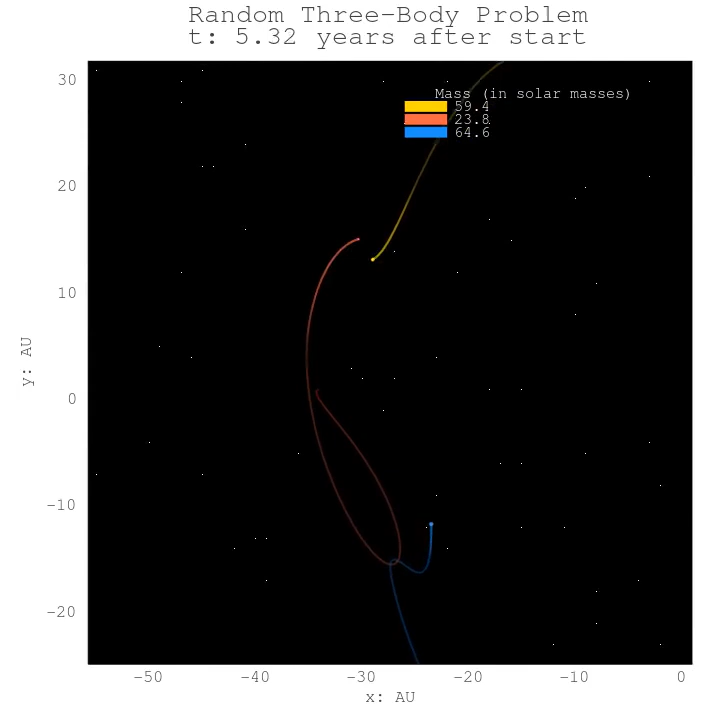 Random Three-Body Problem
t: 5.32 years after start
Mass (in solar masses)
59.4
23.8
64.6
30
20
10
0
-10
-20
y: AU
-50 -40 -30 -20 -10 0
x: AU